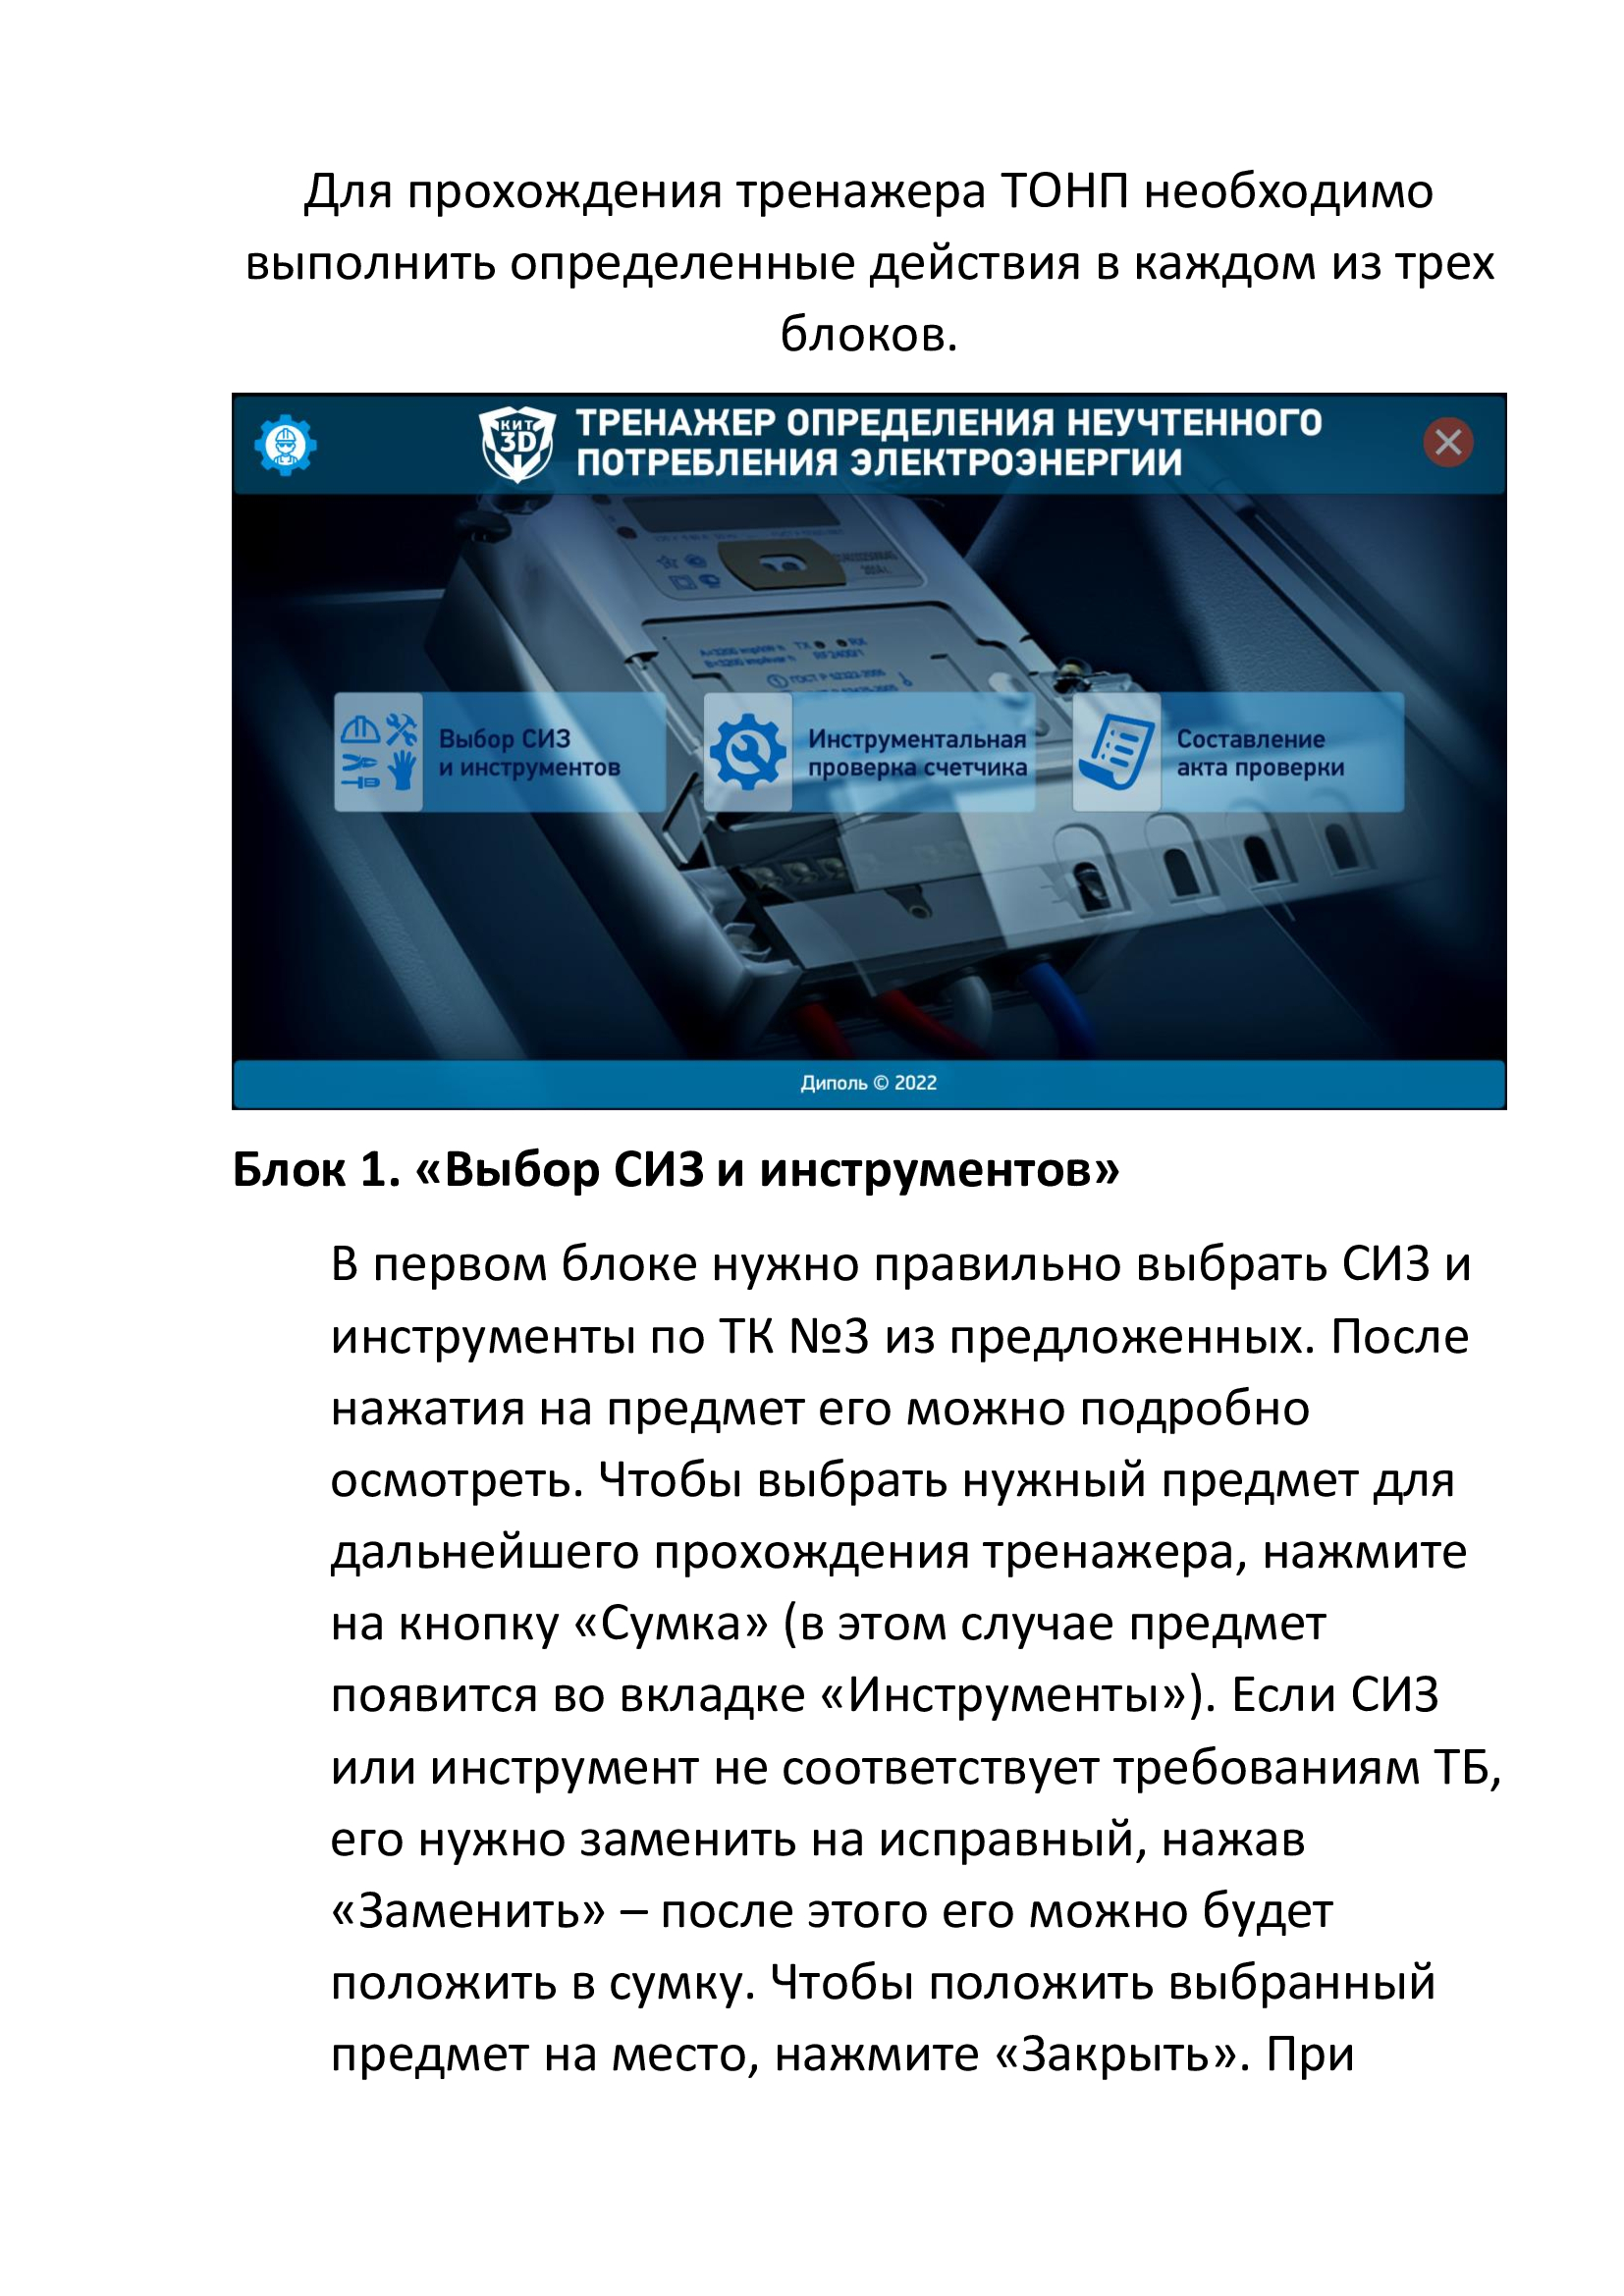 Для прохождения тренажера ТОНП необходимо
выполнить определенные действия в каждом из трех
блоков.
КИТ
3D
ТРЕНАЖЕР ОПРЕДЕЛЕНИЯ НЕУЧТЕННОГО
ПОТРЕБЛЕНИЯ ЭЛЕКТРОЭНЕРГИИ
TX RX
Выбор СИЗ
и инструментов
Инструментальная
проверка счетчика
Составление
акта проверки
Диполь © 2022
Блок 1. «Выбор СИЗ и инструментов»
В первом блоке нужно правильно выбрать СИЗ и
инструменты по ТК №3 из предложенных. После
нажатия на предмет его можно подробно
осмотреть. Чтобы выбрать нужный предмет для
дальнейшего прохождения тренажера, нажмите
на кнопку «Сумка» (в этом случае предмет
появится во вкладке «Инструменты»). Если СИЗ
или инструмент не соответствует требованиям ТБ,
его нужно заменить на исправный, нажав
«Заменить» – после этого его можно будет
положить в сумку. Чтобы положить выбранный
предмет на место, нажмите «Закрыть». При